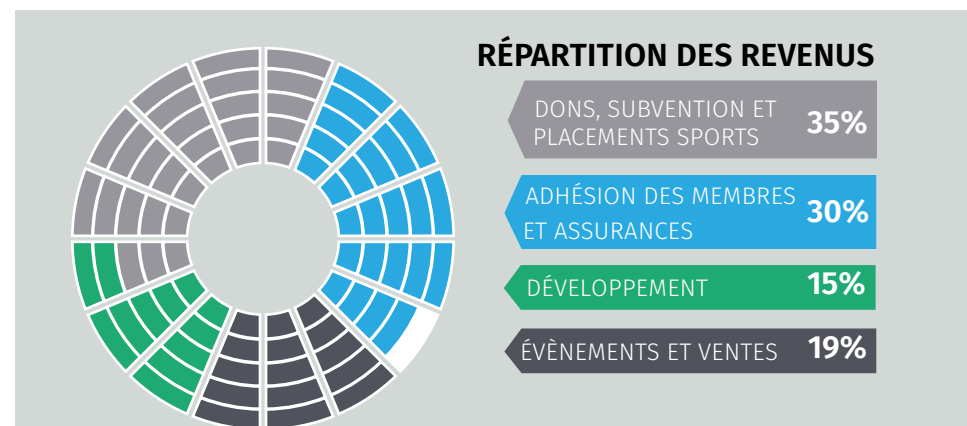 RÉPARTITION DES REVENUS
DONS, SUBVENTION ET
PLACEMENTS SPORTS
35%
ADHÉSION DES MEMBRES
ET ASSURANCES
30%
DÉVELOPPEMENT
15%
ÉVÈNEMENTS ET VENTES
19%